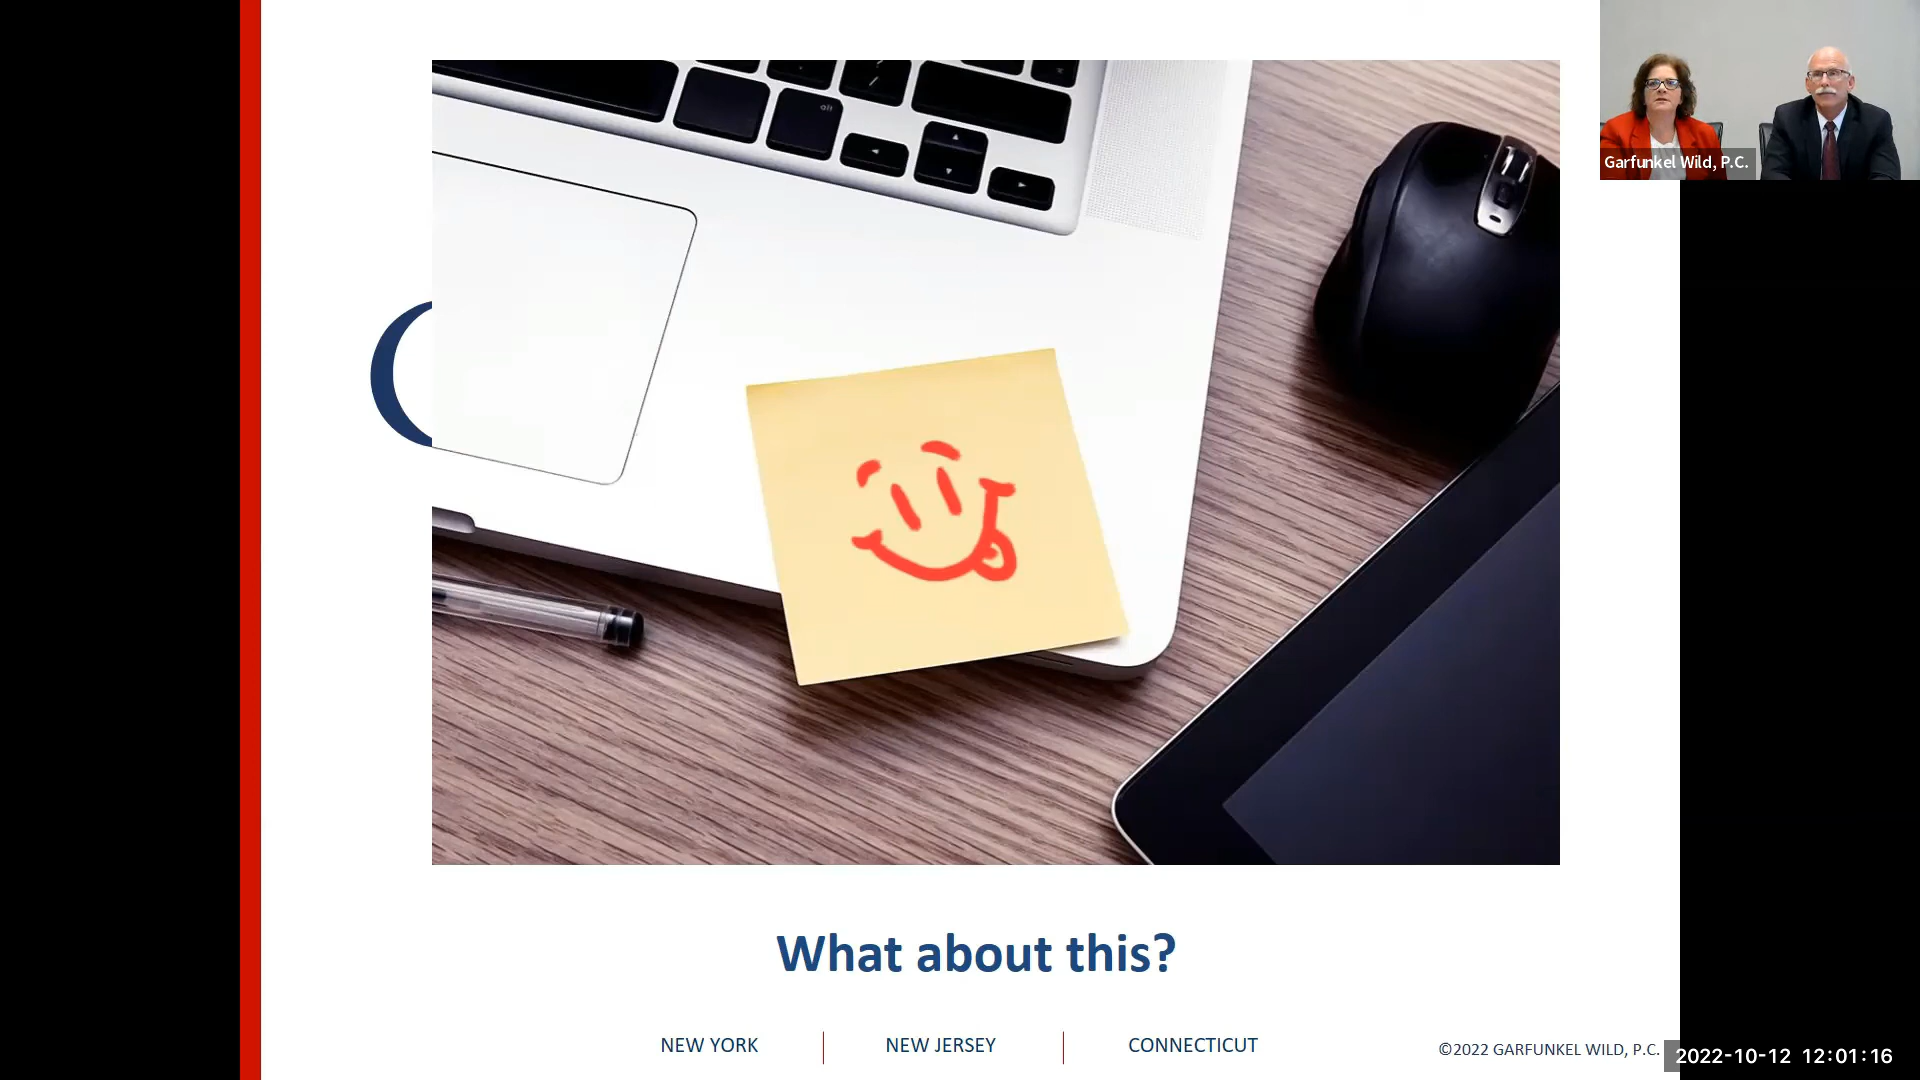 alt
Garfunkel Wild, P.C.
What about this?
NEW YORK
NEW JERSEY
CONNECTICUT
©2022 GARFUNKEL WILD, P.C.
2022-10-12 12:01:16